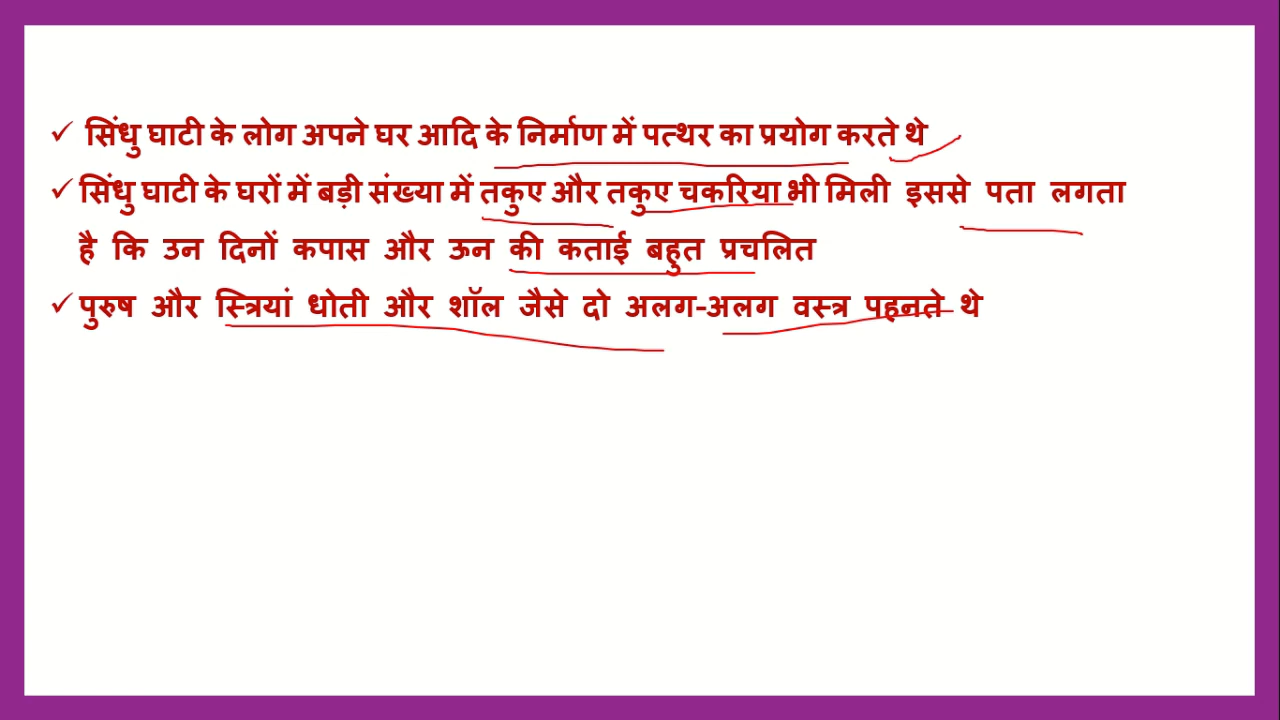 ✓ सिंधु घाटी के लोग अपने घर आदि के निर्माण में पत्थर का प्रयोग करते थे
✓ सिंधु घाटी के घरों में बड़ी संख्या में तकुए और तकुए चकरिया भी मिली इससे पता लगता
है कि उन दिनों कपास और ऊन की कताई बहुत प्रचलित
✓ पुरुष और स्त्रियां धोती और शॉल जैसे दो अलग-अलग वस्त्र पहनते थे